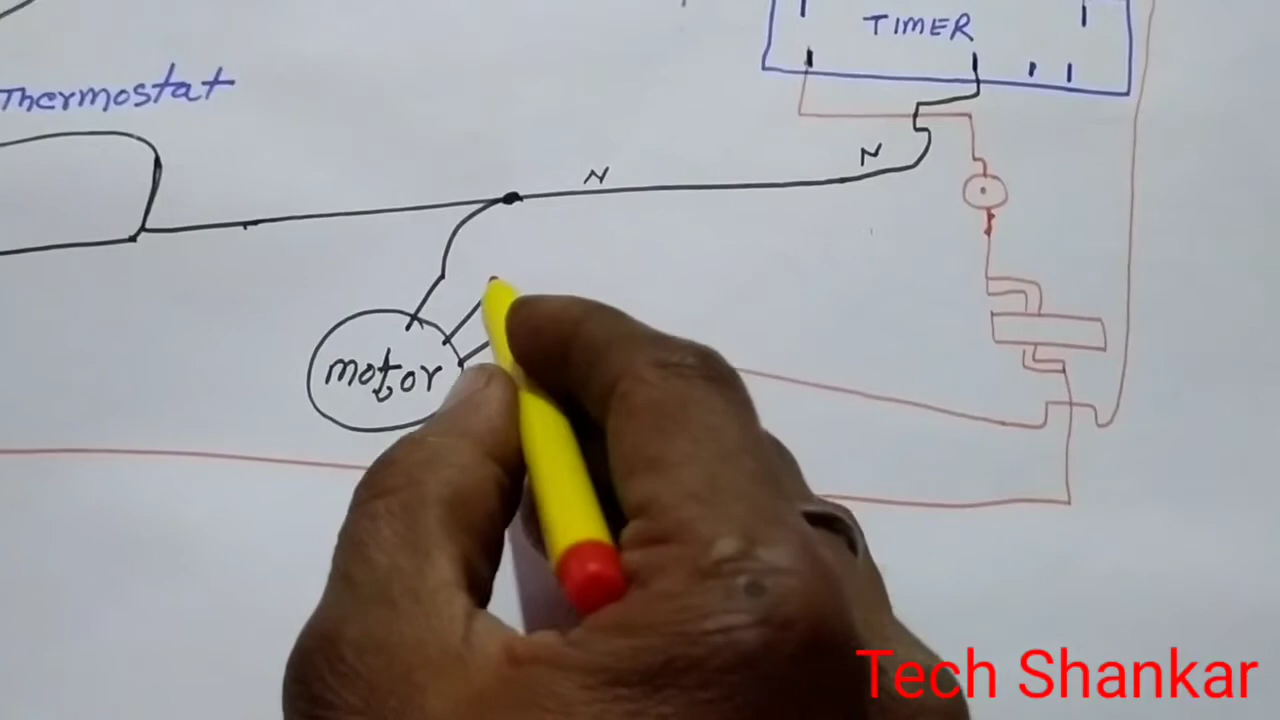 TIMER
Thermostat
N
N
motor
Tech Shankar